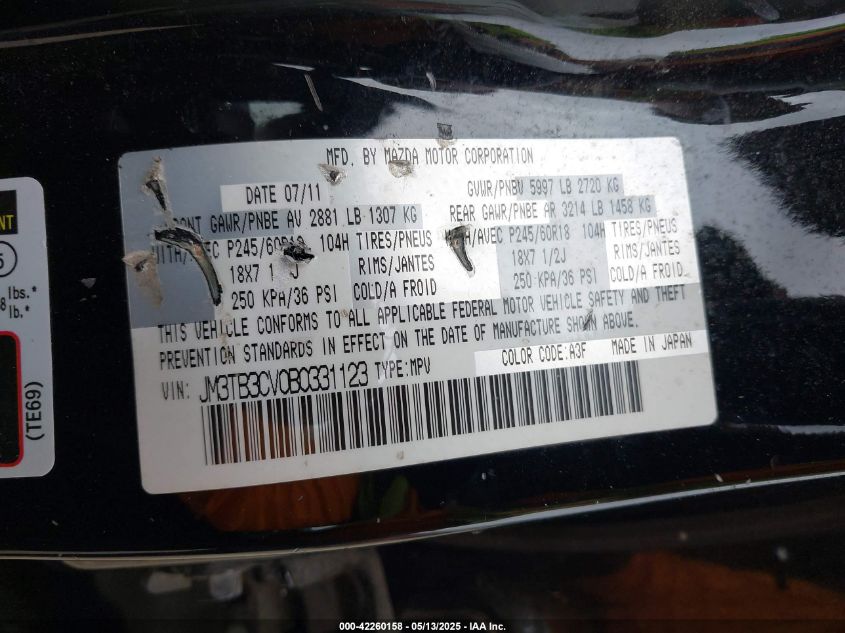 MFD. BY MAZDA MOTOR CORPORATION
DATE 07/11 GVWR/PNBV 5997 LB 2720 KG
GAWR/PNBE AV 2881 LB 1307 KG REAR GAWR/PNBE AR 3214 LB 1458 KG
P245/60R18 104H TIRES/PNEUS P245/60R18 104H TIRES/PNEUS
18X7 1 J RIMS/JANTES 18X7 1/2J RIMS/JANTES
250 KPA/36 PSI COLD/A FROID 250 KPA/36 PSI COLD/A FROID
THIS VEHICLE CONFORMS TO ALL APPLICABLE FEDERAL MOTOR VEHICLE SAFETY AND THEFT
PREVENTION STANDARDS IN EFFECT ON THE DATE OF MANUFACTURE SHOWN ABOVE.
COLOR CODE:A3F MADE IN JAPAN
VIN: JM3TB3CV0B0331123 TYPE:MPV
NT
5
lbs.*
8 lb.*
(TE69)
000-42260158 - 05/13/2025 - IAA Inc.